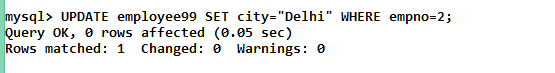 mysql> UPDATE employee99 SET city="Delhi" WHERE empno=2;
Query OK, 0 rows affected (0.05 sec)
Rows matched: 1  Changed: 0  Warnings: 0